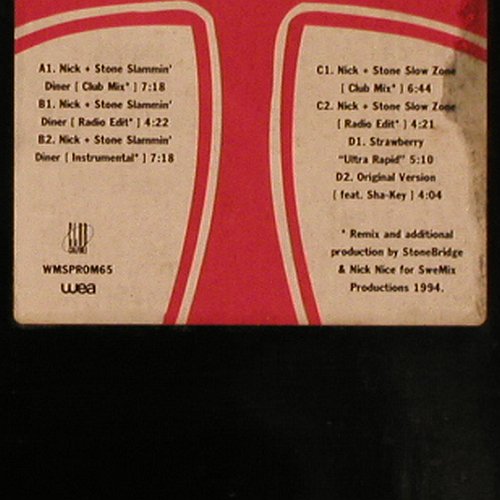 A1. Nick + Stone Slammin'
Diner [ Club Mix* ] 7:18
B1. Nick + Stone Slammin'
Diner [ Radio Edit* ] 4:22
B2. Nick + Stone Slammin'
Diner [ Instrumental* ] 7:18
WMSPROM65
wea
C1. Nick + Stone Slow Zone
[ Club Mix* ] 6:44
C2. Nick + Stone Slow Zone
[ Radio Edit* ] 4:21
D1. Strawberry
"Ultra Rapid" 5:10
D2. Original Version
[ feat. Sha-Key ] 4:04
* Remix and additional
production by StoneBridge
& Nick Nice for SweMix
Productions 1994.